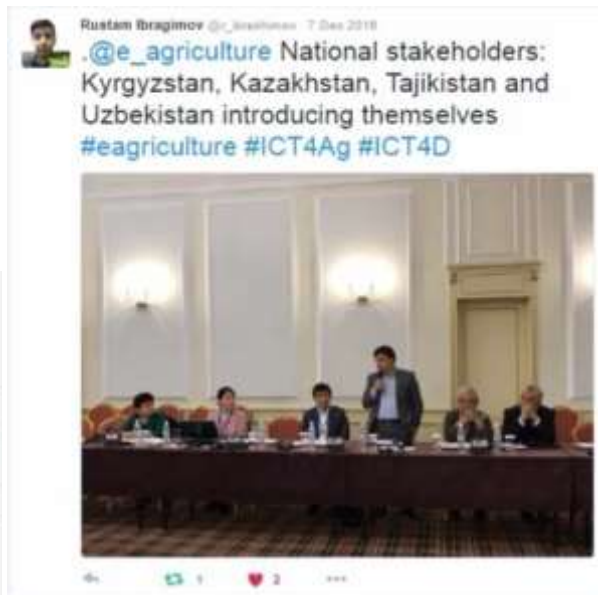 Rustam Ibragimov 7 Dec 2016
.@e_agriculture National stakeholders:
Kyrgyzstan, Kazakhstan, Tajikistan and
Uzbekistan introducing themselves
#eagriculture #ICT4Ag #ICT4D
1 2